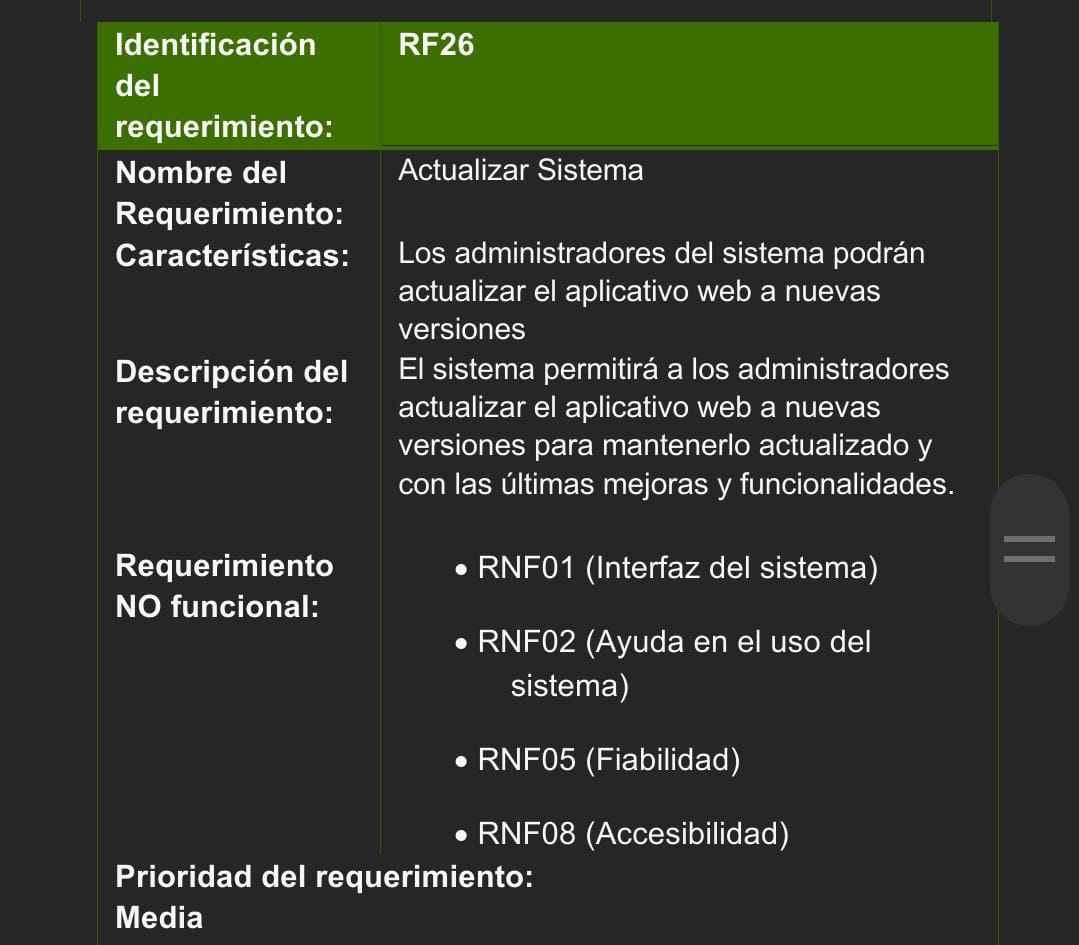 Identificación
del
requerimiento:
RF26
Nombre del
Requerimiento:
Actualizar Sistema
Características:
Los administradores del sistema podrán
actualizar el aplicativo web a nuevas
versiones
Descripción del
requerimiento:
El sistema permitirá a los administradores
actualizar el aplicativo web a nuevas
versiones para mantenerlo actualizado y
con las últimas mejoras y funcionalidades.
Requerimiento
NO funcional:
• RNF01 (Interfaz del sistema)
• RNF02 (Ayuda en el uso del
sistema)
• RNF05 (Fiabilidad)
• RNF08 (Accesibilidad)
Prioridad del requerimiento:
Media